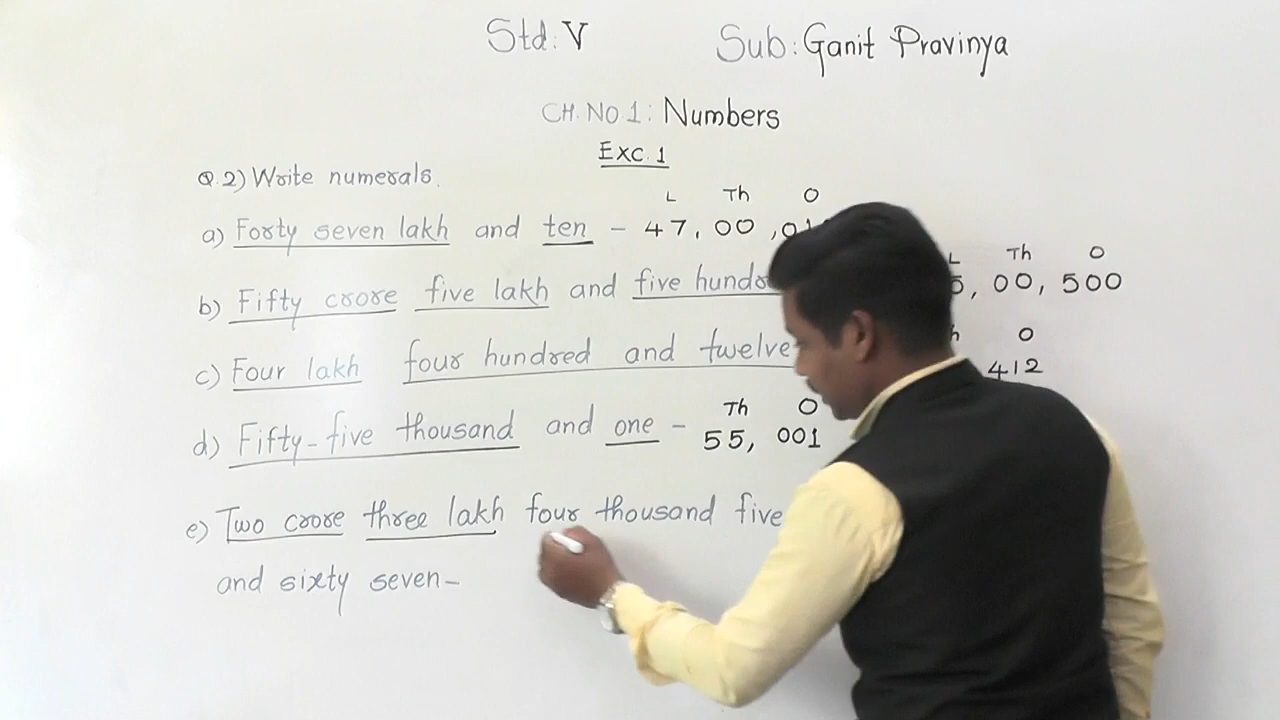 Std: V Sub: Ganit Pravinya
CH. NO. 1: Numbers
Exc. 1
Q. 2) Write numerals.
L Th O
a) Forty seven lakh and ten - 47, 00
L Th O
b) Fifty crore five lakh and five 5, 00, 500
O
c) Four lakh four hundred and twelve 412
Th O
d) Fifty-five thousand and one - 55, 001
e) Two crore three lakh four thousand five
and sixty seven-